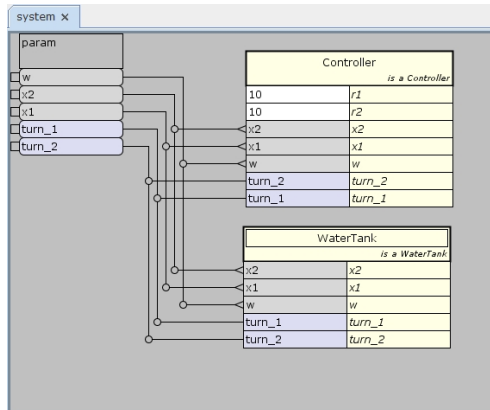 system ×
param
w
x2
x1
turn_1
turn_2
Controller
is a Controller
10 r1
10 r2
x2 x2
x1 x1
w w
turn_2 turn_2
turn_1 turn_1
WaterTank
is a WaterTank
x2 x2
x1 x1
w w
turn_1 turn_1
turn_2 turn_2